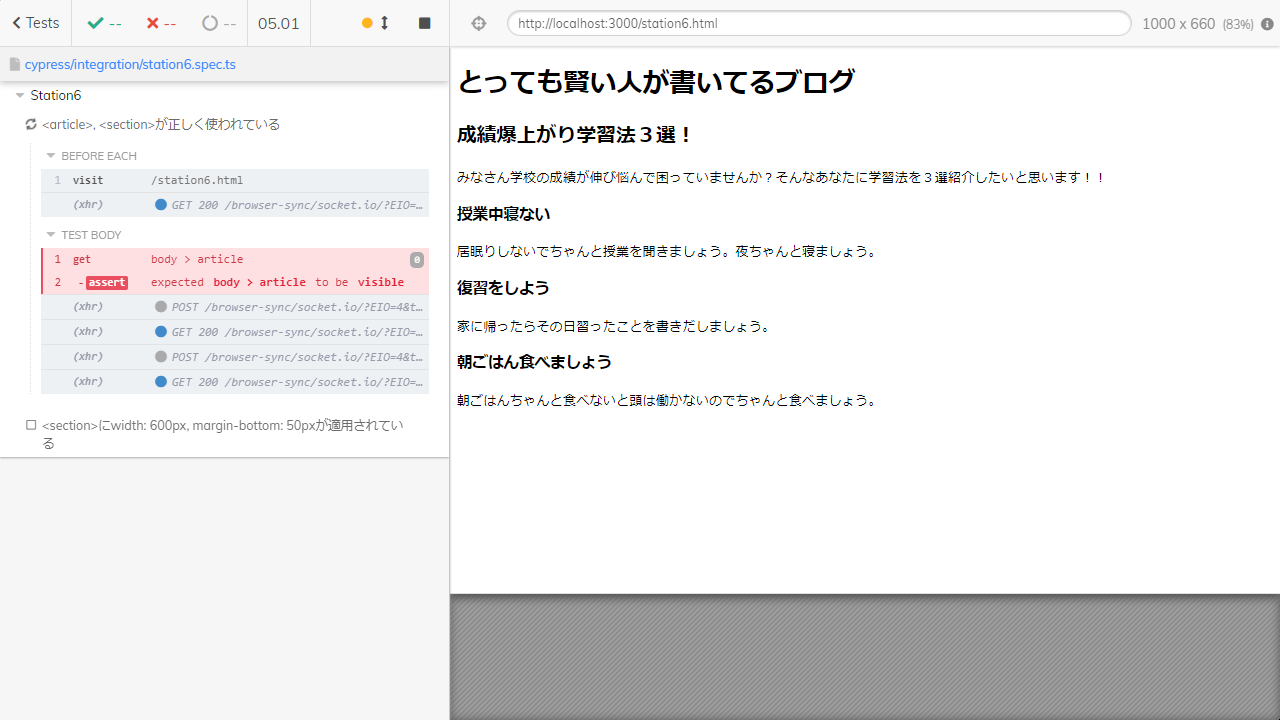 Tests
--
--
--
05.01
http://localhost:3000/station6.html
1000 x 660 (83%)
cypress/integration/station6.spec.ts
Station6
<article>, <section>が正しく使われている
BEFORE EACH
1 visit /station6.html
(xhr) GET 200 /browser-sync/socket.io/?EIO=…
TEST BODY
1 get body > article 0
2 -assert expected body > article to be visible
(xhr) POST /browser-sync/socket.io/?EIO=4&t…
(xhr) GET 200 /browser-sync/socket.io/?EIO=…
(xhr) POST /browser-sync/socket.io/?EIO=4&t…
(xhr) GET 200 /browser-sync/socket.io/?EIO=…
<section>にwidth: 600px, margin-bottom: 50pxが適用されてい
る
とっても賢い人が書いてるブログ
成績爆上がり学習法３選！
みなさん学校の成績が伸び悩んで困っていませんか？そんなあなたに学習法を３選紹介したいと思います！！
授業中寝ない
居眠りしないでちゃんと授業を聞きましょう。夜ちゃんと寝ましょう。
復習をしよう
家に帰ったらその日習ったことを書きだしましょう。
朝ごはん食べましょう
朝ごはんちゃんと食べないと頭は働かないのでちゃんと食べましょう。